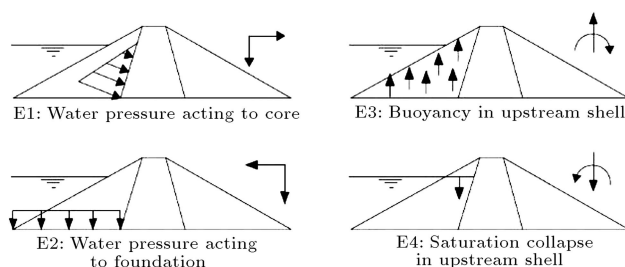 E1: Water pressure acting to core
E3: Buoyancy in upstream shell
E2: Water pressure acting
to foundation
E4: Saturation collapse
in upstream shell